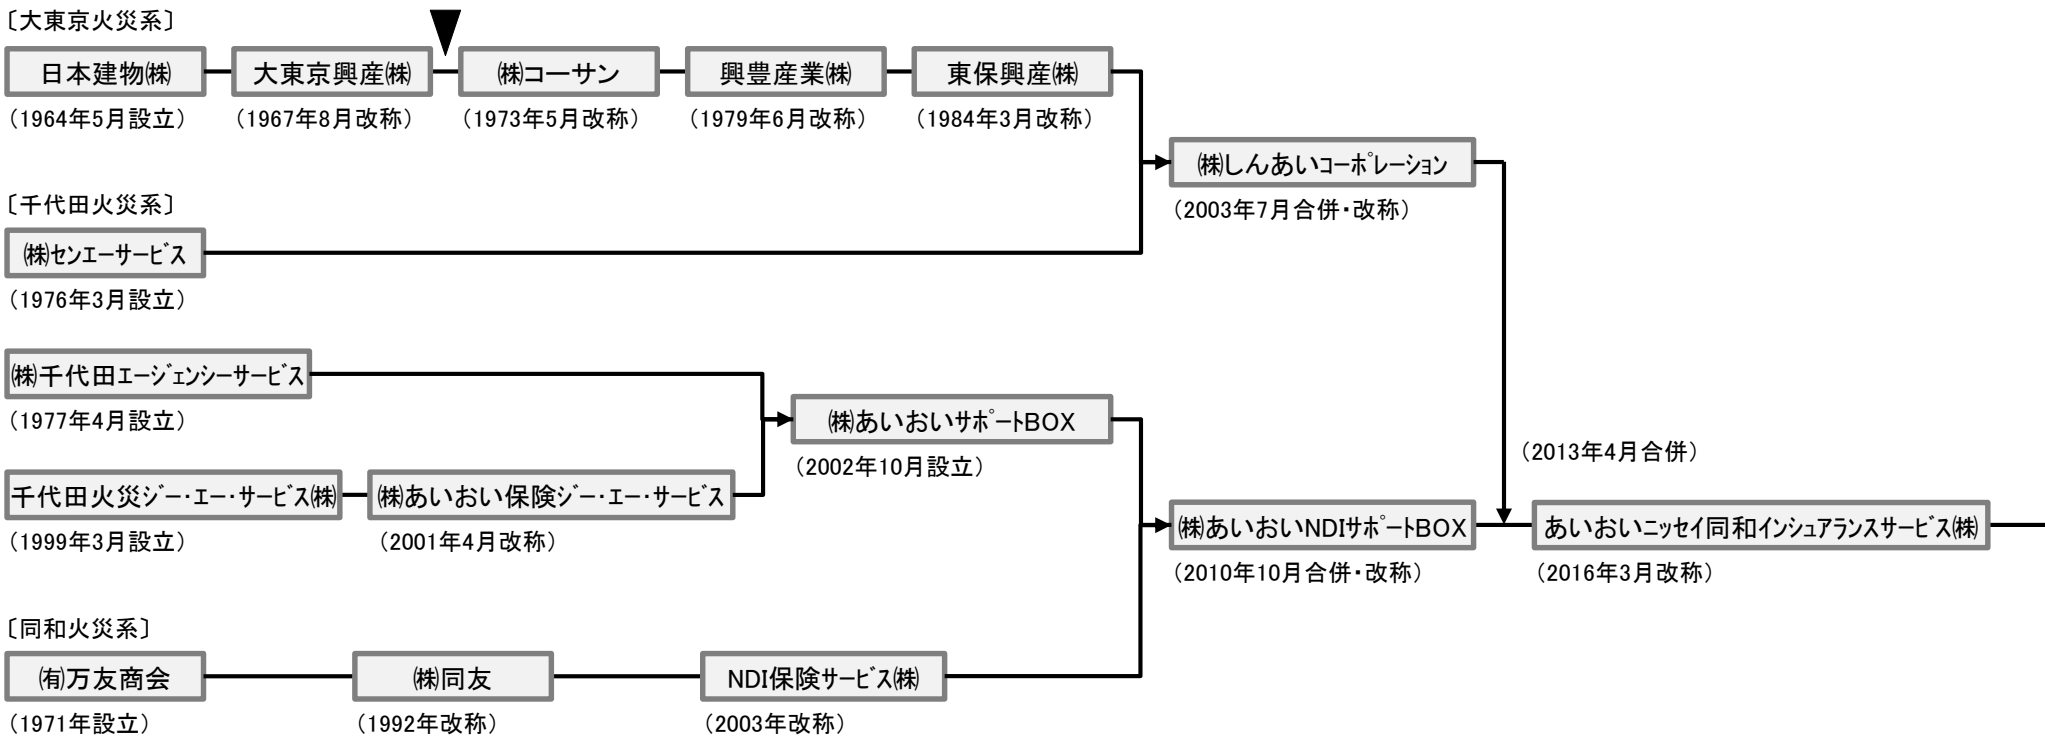 〔大東京火災系〕
日本建物㈱
大東京興産㈱
㈱コーサン
興豊産業㈱
東保興産㈱
（1964年5月設立）
（1967年8月改称）
（1973年5月改称）
（1979年6月改称）
（1984年3月改称）
㈱しんあいコーポレーション
（2003年7月合併・改称）
〔千代田火災系〕
㈱センエーサービス
（1976年3月設立）
㈱千代田エージェンシーサービス
（1977年4月設立）
㈱あいおいサポートBOX
（2002年10月設立）
千代田火災ジー・エー・サービス㈱
㈱あいおい保険ジー・エー・サービス
（1999年3月設立）
（2001年4月改称）
（2013年4月合併）
㈱あいおいNDIサポートBOX
あいおいニッセイ同和インシュアランスサービス㈱
（2010年10月合併・改称）
（2016年3月改称）
〔同和火災系〕
㈲万友商会
㈱同友
NDI保険サービス㈱
（1971年設立）
（1992年改称）
（2003年改称）